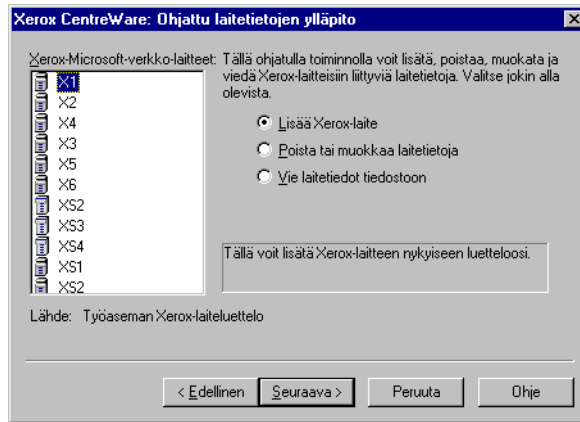 Xerox CentreWare: Ohjattu laitetietojen ylläpito
Xerox-Microsoft-verkko-laitteet:
X1
X2
X4
X3
X5
X6
XS2
XS3
XS4
XS1
XS2
Tällä ohjatulla toiminnolla voit lisätä, poistaa, muokata ja
viedä Xerox-laitteisiin liittyviä laitetietoja. Valitse jokin alla
olevista.
Lisää Xerox-laite
Poista tai muokkaa laitetietoja
Vie laitetiedot tiedostoon
Tällä voit lisätä Xerox-laitteen nykyiseen luetteloosi.
Lähde: Työaseman Xerox-laiteluettelo
< Edellinen
Seuraava >
Peruuta
Ohje